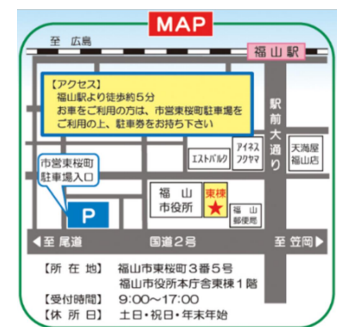 MAP
至 広島
福山駅
【アクセス】
福山駅より徒歩約5分
お車をご利用の方は、市営東桜町駐車場を
ご利用の上、駐車券をお持ち下さい
駅前大通り
エストパルク
アイネス
フクヤマ
天満屋
福山店
市営東桜町
駐車場入口
P
福山
市役所
東棟
★
福山
郵便局
◀至 尾道
国道2号
至 笠岡▶
【所在地】 福山市東桜町3番5号
福山市役所本庁舎東棟1階
【受付時間】 9:00〜17:00
【休所日】 土日・祝日・年末年始